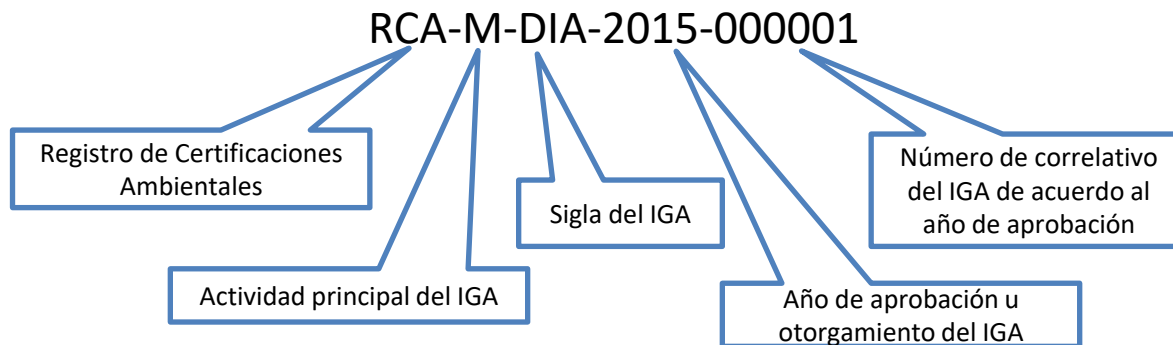 RCA-M-DIA-2015-000001
Registro de Certificaciones
Ambientales
Sigla del IGA
Número de correlativo
del IGA de acuerdo al
año de aprobación
Actividad principal del IGA
Año de aprobación u
otorgamiento del IGA